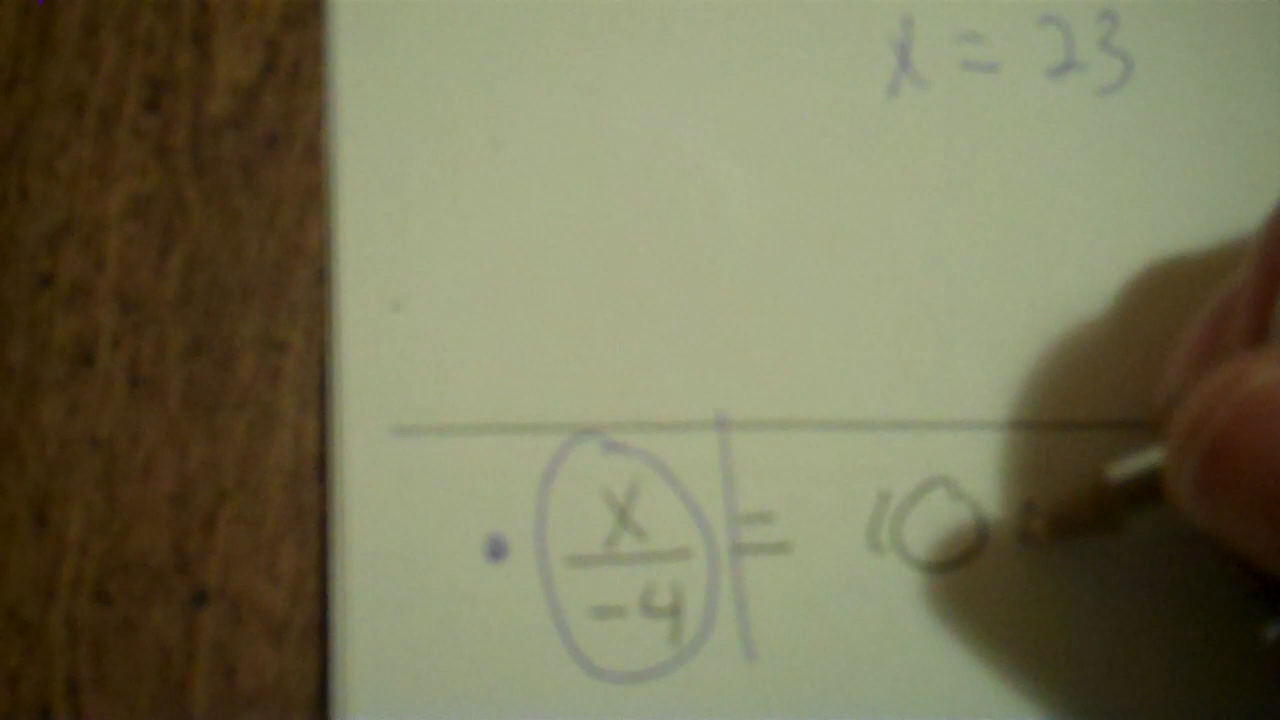 x = 23
· x/-4 = 10 ·